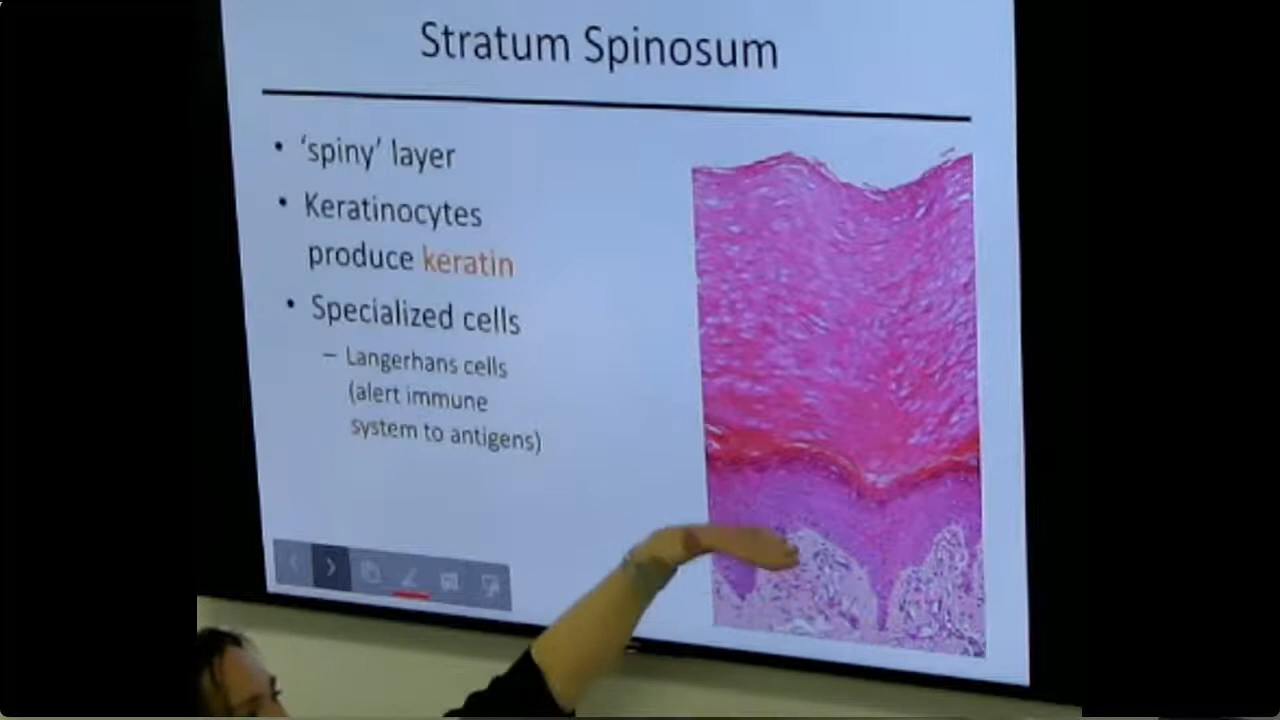 Stratum Spinosum
• 'spiny' layer
• Keratinocytes
produce keratin
• Specialized cells
– Langerhans cells
(alert immune
system to antigens)